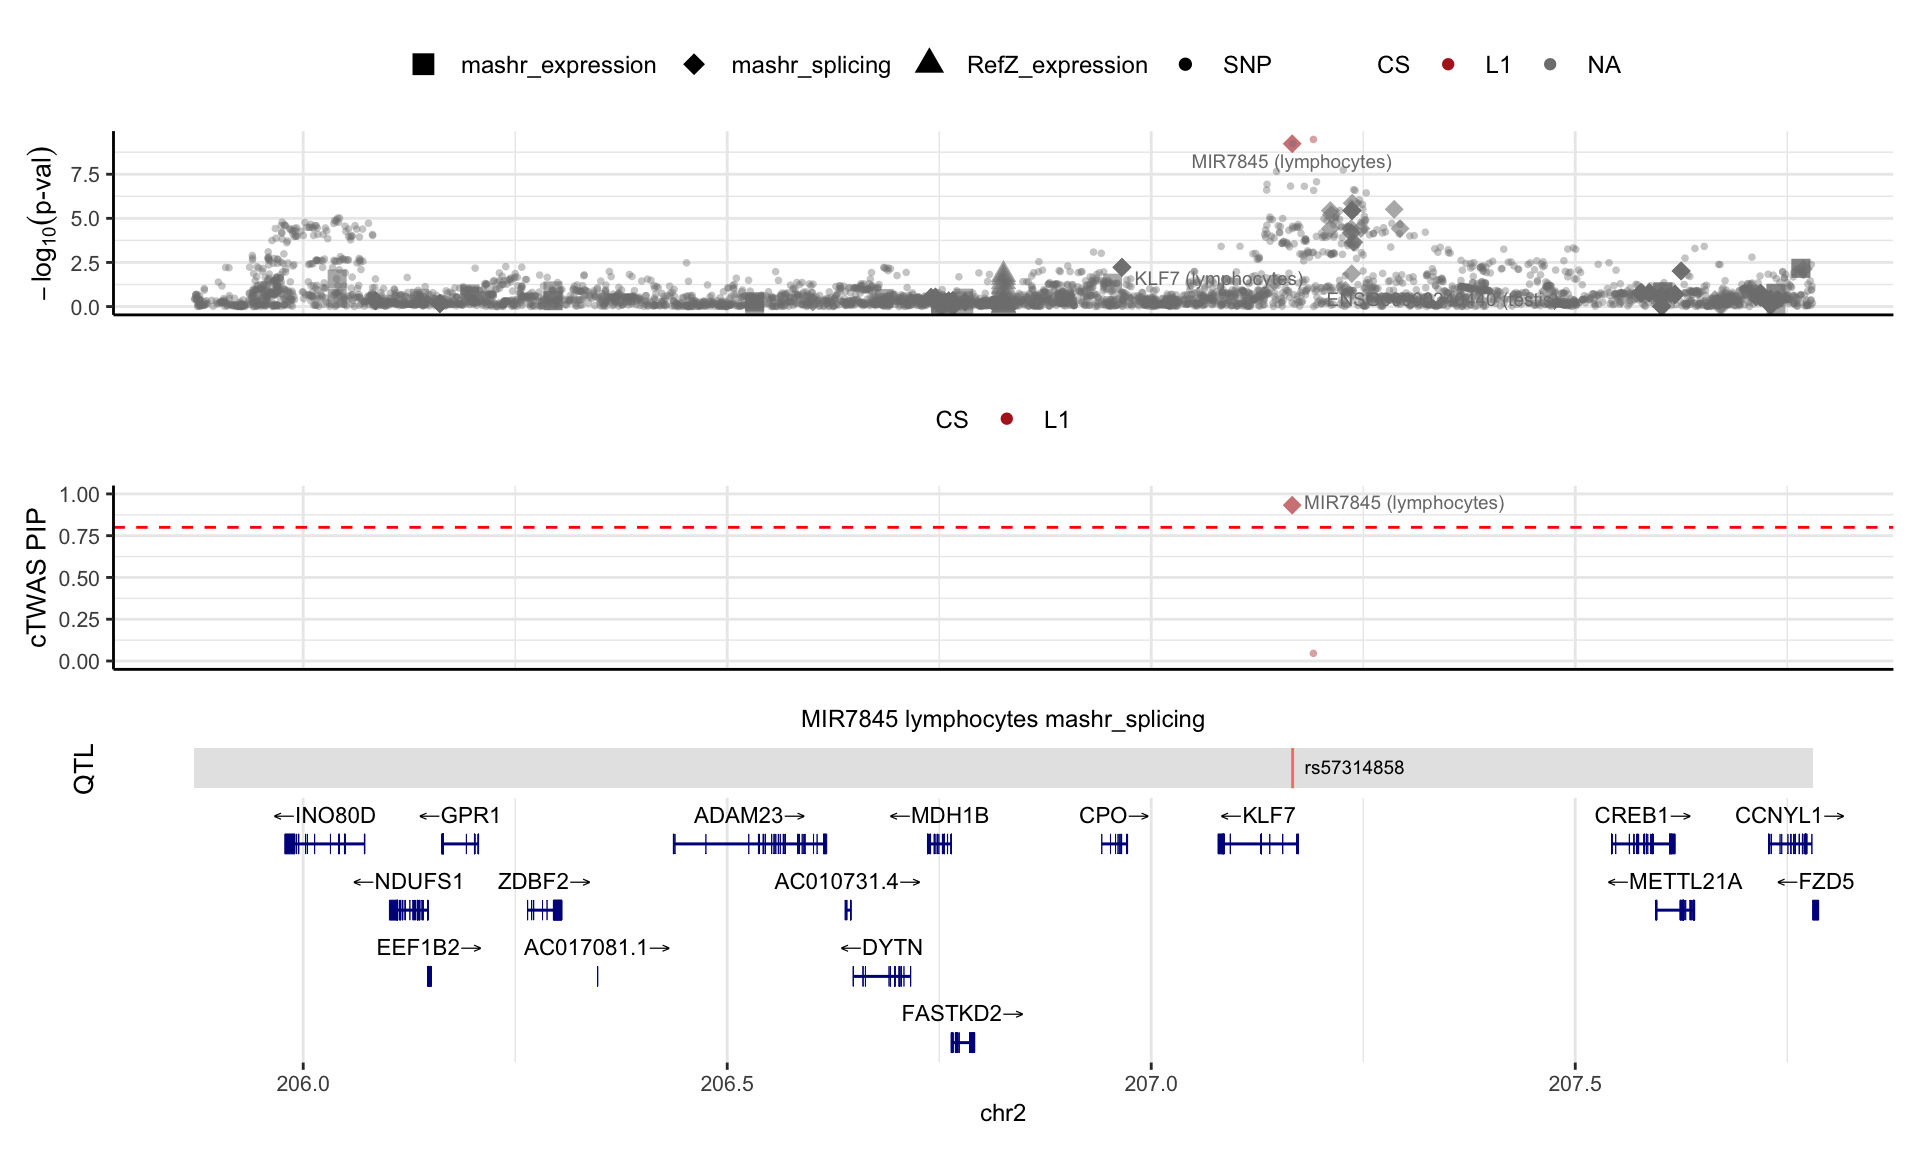 mashr_expression mashr_splicing RefZ_expression SNP CS L1 NA
−log10(p-val)
7.5
5.0
2.5
0.0
MIR7845 (lymphocytes)
KLF7 (lymphocytes)
CS L1
cTWAS PIP
1.00
0.75
0.50
0.25
0.00
MIR7845 (lymphocytes)
MIR7845 lymphocytes mashr_splicing
QTL
rs57314858
←INO80D ←GPR1 ADAM23→ ←MDH1B CPO→ ←KLF7 CREB1→ CCNYL1→
←NDUFS1 ZDBF2→ AC010731.4→ ←METTL21A ←FZD5
EEF1B2→ AC017081.1→ ←DYTN
FASTKD2→
206.0 206.5 207.0 207.5
chr2